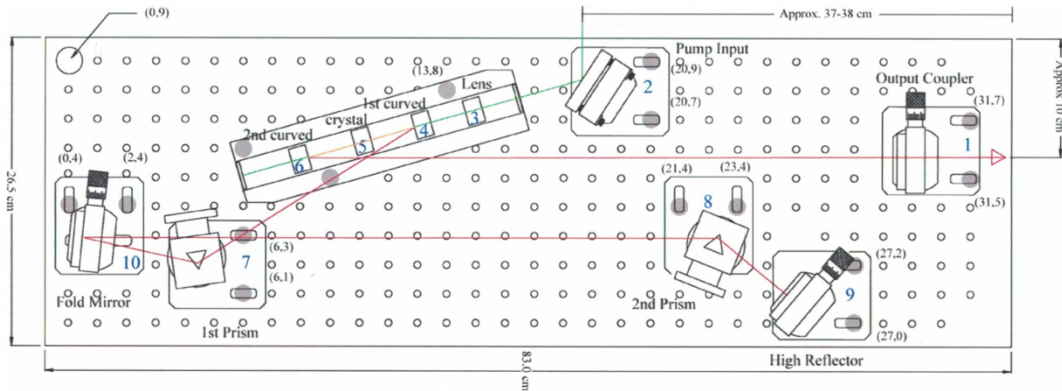 (0,9)
Approx. 37-38 cm
Pump Input
2
(20,9)
(20,7)
(13,8)
Lens
1st curved
crystal
2nd curved
3
4
5
6
Output Coupler
(31,7)
1
(31,5)
Approx 10 cm
26.5 cm
(0,4)
(2,4)
10
Fold Mirror
(6,3)
7
(6,1)
1st Prism
(21,4)
(23,4)
8
2nd Prism
(27,2)
9
(27,0)
High Reflector
83.0 cm